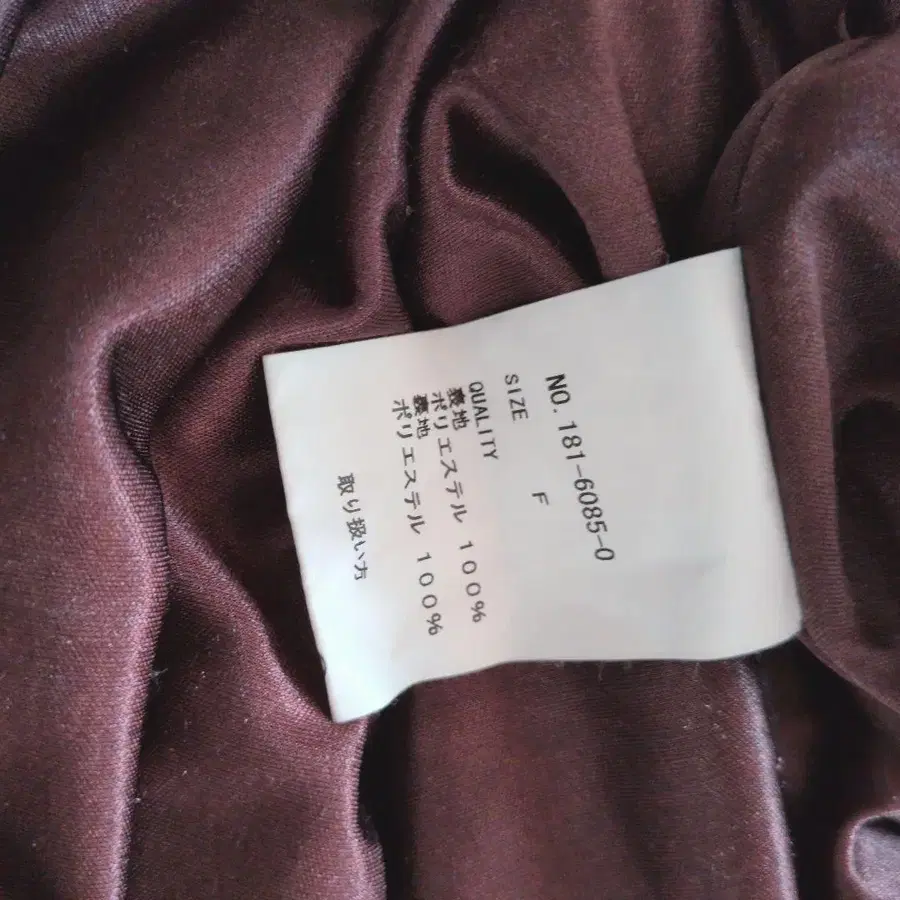 NO. 181-6085-0
SIZE F
QUALITY
表地
ポリエステル 100%
裏地
ポリエステル 100%
取り扱い方